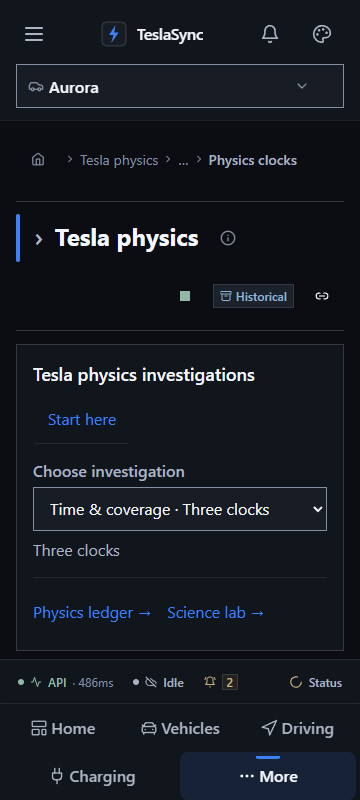 TeslaSync
Aurora
Tesla physics ... Physics clocks
Tesla physics
Historical
Tesla physics investigations
Start here
Choose investigation
Time & coverage · Three clocks
Three clocks
Physics ledger → Science lab →
API · 486ms Idle 2 Status
Home Vehicles Driving
Charging More